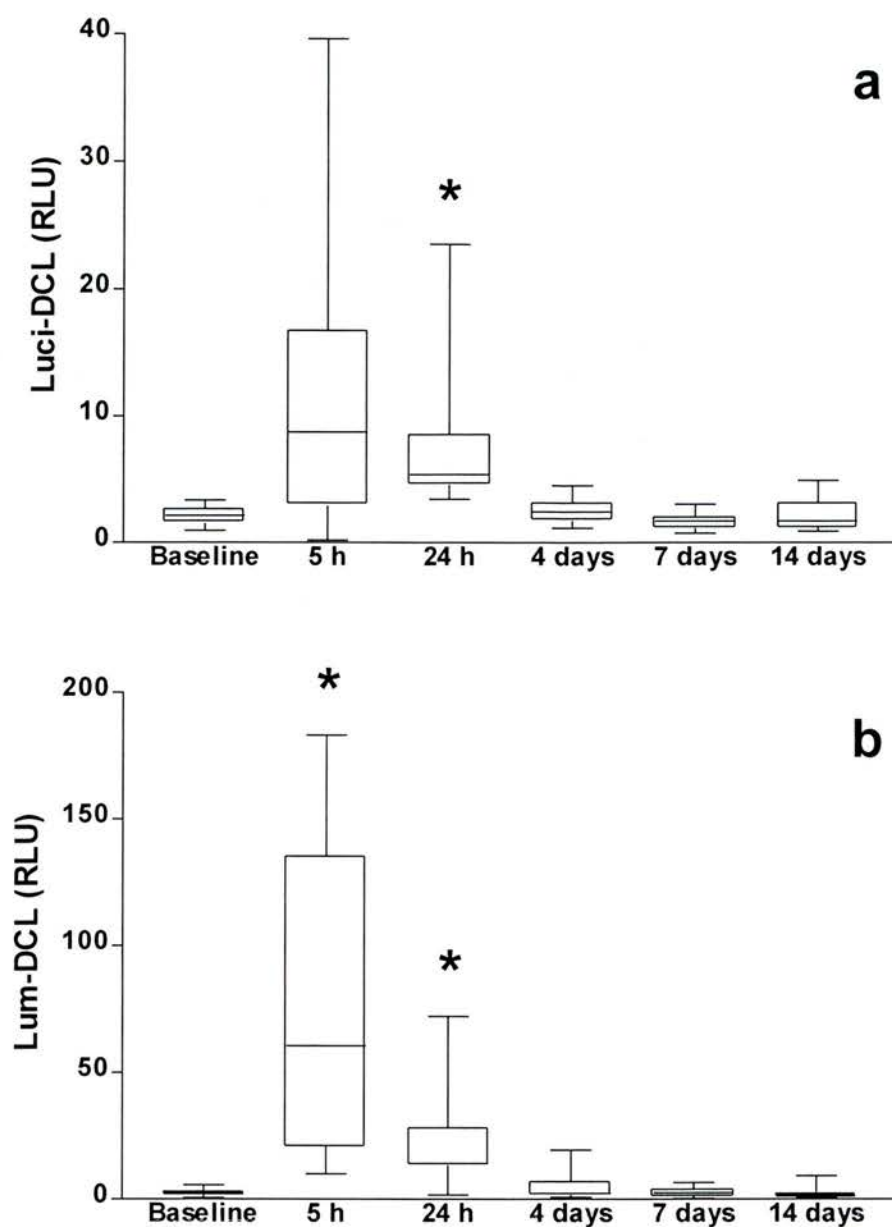 40
a
30
Luci-DCL (RLU)
*
20
10
0
Baseline 5 h 24 h 4 days 7 days 14 days
200
*
b
150
Lum-DCL (RLU)
100
*
50
0
Baseline 5 h 24 h 4 days 7 days 14 days